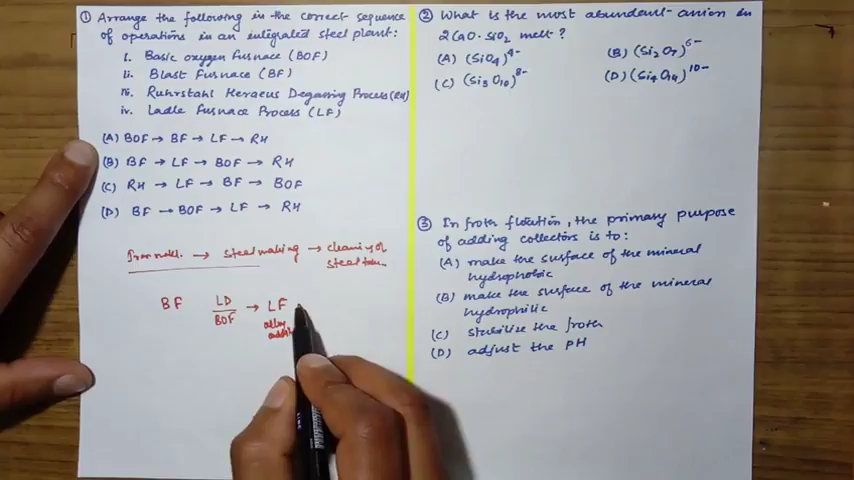 ① Arrange the following in the correct sequence
of operations in an integrated steel plant:
i. Basic oxygen furnace (BOF)
ii. Blast Furnace (BF)
iii. Ruhrstahl Heraeus Degassing Process (RH)
iv. Ladle Furnace Process (LF)
(A) BOF → BF → LF → RH
(B) BF → LF → BOF → RH
(C) RH → LF → BF → BOF
(D) BF → BOF → LF → RH
Iron → steel making → cleaning of
steel
BF LD → LF
BOF alloy
② What is the most abundant anion in
2CaO.SiO₂ melt?
(A) (SiO₄)⁴⁻ (B) (Si₂O₇)⁶⁻
(C) (Si₃O₁₀)⁸⁻ (D) (Si₄O₁₄)¹⁰⁻
③ In froth flotation, the primary purpose
of adding collectors is to:
(A) make the surface of the mineral
hydrophobic
(B) make the surface of the mineral
hydrophilic
(C) stabilise the froth
(D) adjust the PH